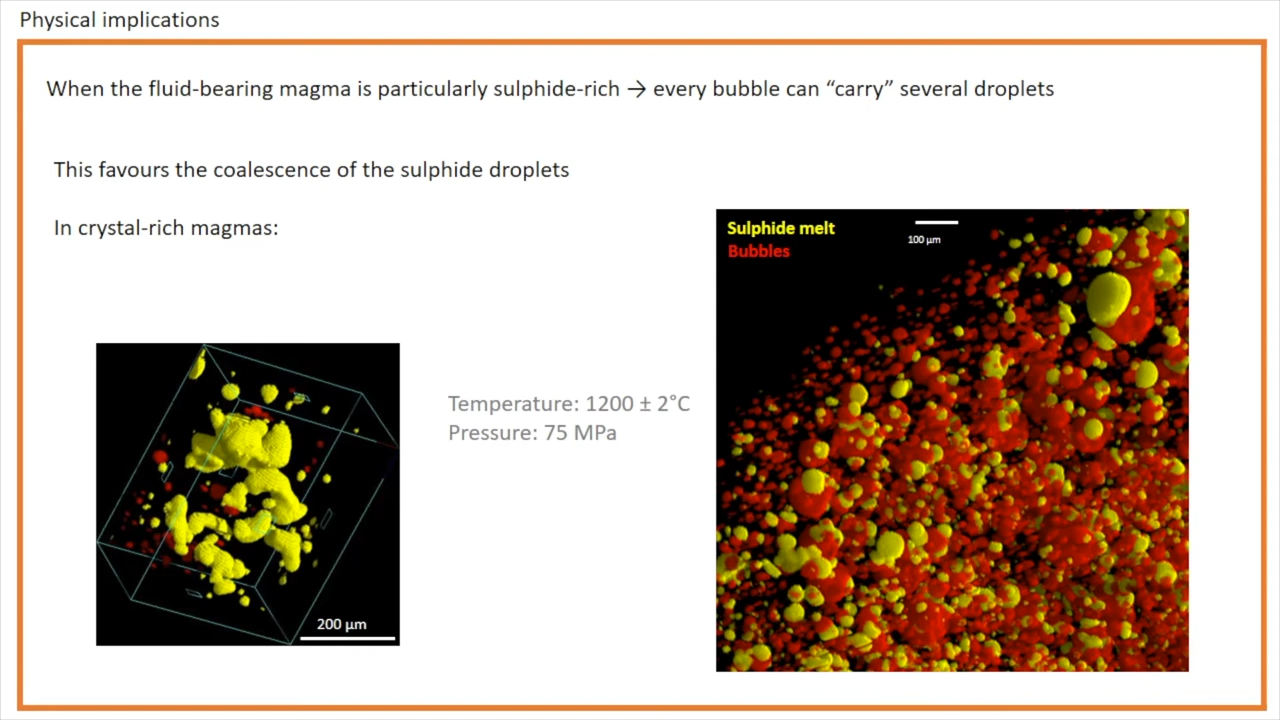 Physical implications
When the fluid-bearing magma is particularly sulphide-rich → every bubble can “carry” several droplets
This favours the coalescence of the sulphide droplets
In crystal-rich magmas:
Sulphide melt
Bubbles
100 µm
Temperature: 1200 ± 2°C
Pressure: 75 MPa
200 µm